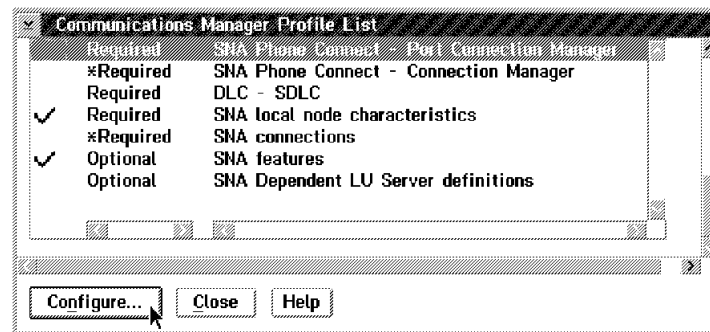 Communications Manager Profile List
Required SNA Phone Connect - Port Connection Manager
*Required SNA Phone Connect - Connection Manager
Required DLC - SDLC
Required SNA local node characteristics
*Required SNA connections
Optional SNA features
Optional SNA Dependent LU Server definitions
Configure... Close Help